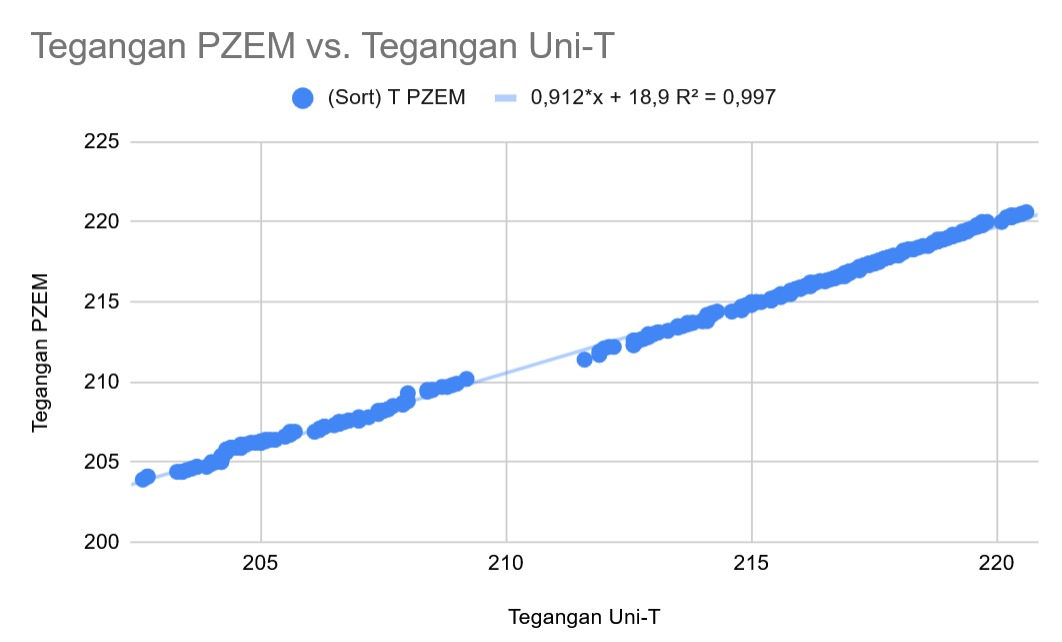 Tegangan PZEM vs. Tegangan Uni-T
(Sort) T PZEM 0,912*x + 18,9 R² = 0,997
225
220
215
210
205
200
Tegangan PZEM
205 210 215 220
Tegangan Uni-T